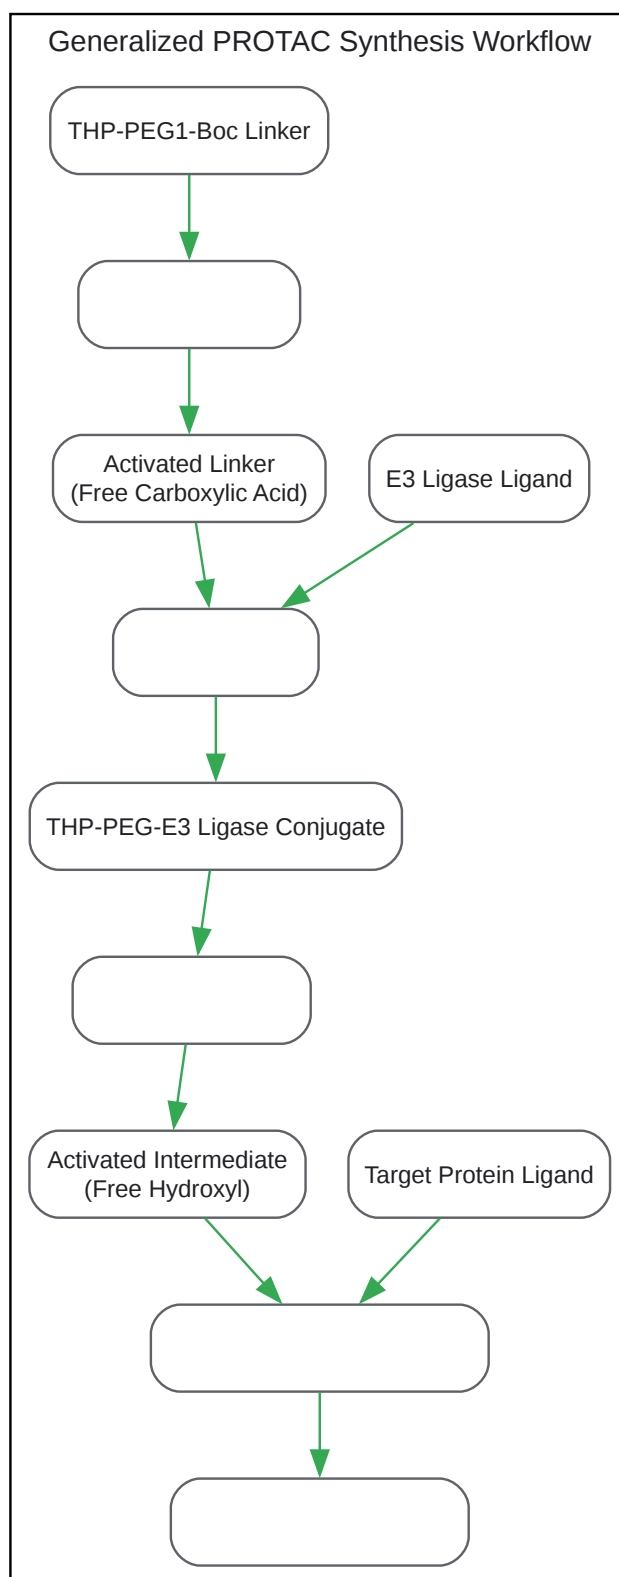 Generalized PROTAC Synthesis Workflow
THP-PEG1-Boc Linker
Activated Linker
(Free Carboxylic Acid)
E3 Ligase Ligand
THP-PEG-E3 Ligase Conjugate
Activated Intermediate
(Free Hydroxyl)
Target Protein Ligand